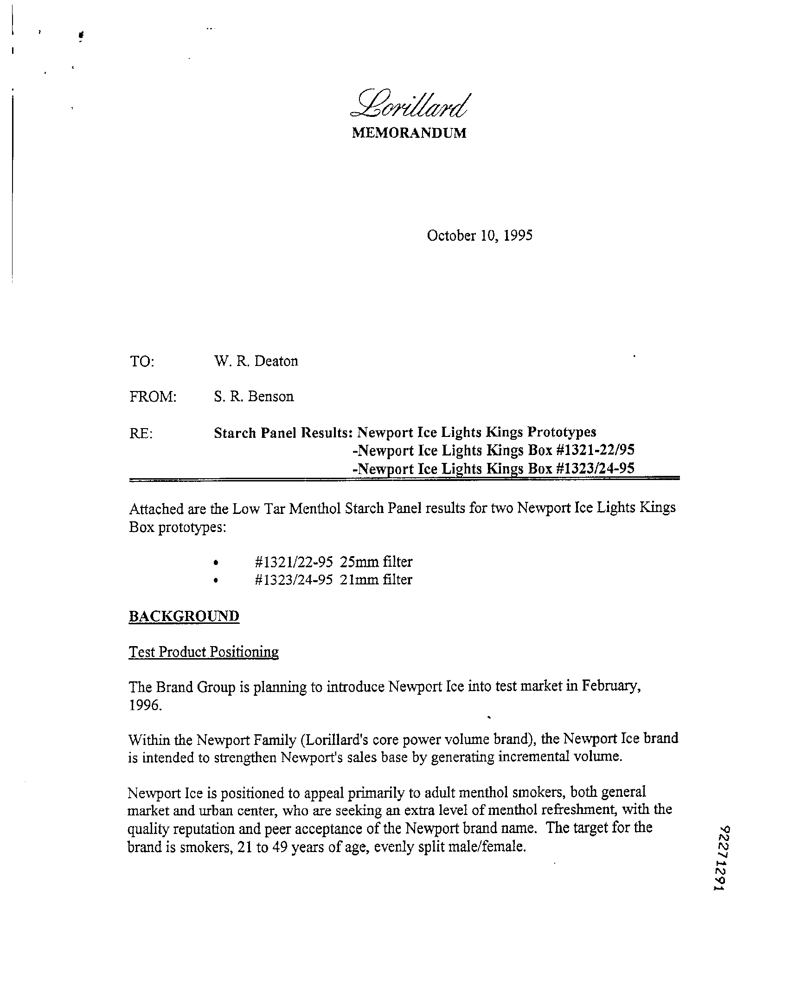 Lorillard
MEMORANDUM
October 10, 1995
TO: W. R. Deaton
FROM: S. R. Benson
RE: Starch Panel Results: Newport Ice Lights Kings Prototypes
-Newport Ice Lights Kings Box #1321-22/95
-Newport Ice Lights Kings Box #1323/24-95
Attached are the Low Tar Menthol Starch Panel results for two Newport Ice Lights Kings
Box prototypes:
• #1321/22-95 25mm filter
• #1323/24-95 21mm filter
BACKGROUND
Test Product Positioning
The Brand Group is planning to introduce Newport Ice into test market in February,
1996.
Within the Newport Family (Lorillard's core power volume brand), the Newport Ice brand
is intended to strengthen Newport's sales base by generating incremental volume.
Newport Ice is positioned to appeal primarily to adult menthol smokers, both general
market and urban center, who are seeking an extra level of menthol refreshment, with the
quality reputation and peer acceptance of the Newport brand name. The target for the
brand is smokers, 21 to 49 years of age, evenly split male/female.
92271291